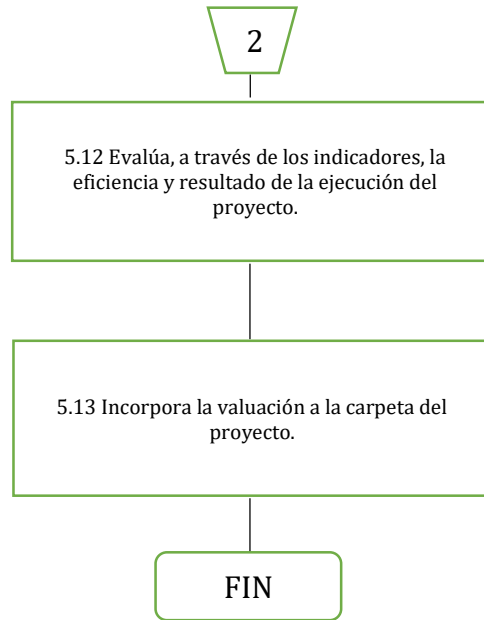 2
5.12 Evalúa, a través de los indicadores, la
eficiencia y resultado de la ejecución del
proyecto.
5.13 Incorpora la valuación a la carpeta del
proyecto.
FIN